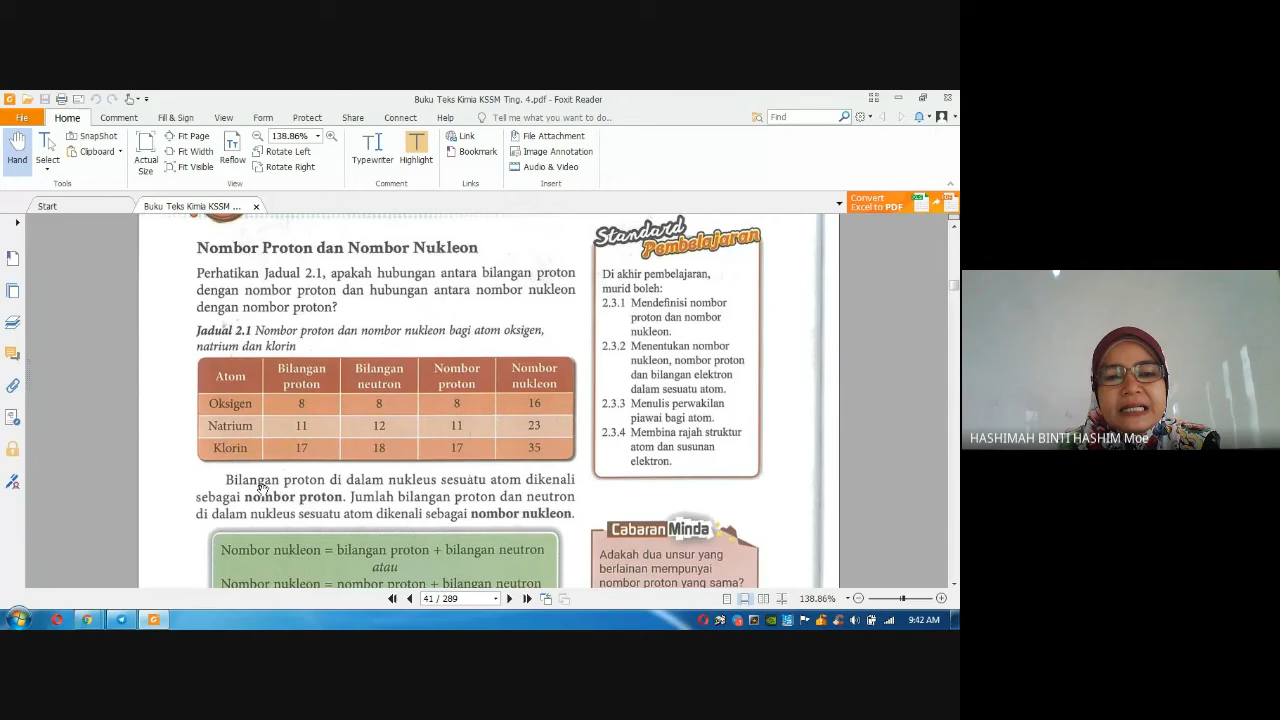 Buku Teks Kimia KSSM Ting. 4.pdf - Foxit Reader
File Home Comment Fill & Sign View Form Protect Share Connect Help Tell me what you want to do.. Find
Hand
Select
SnapShot
Clipboard
Actual Size
Fit Page
Fit Width
Fit Visible
Reflow
138.86%
Rotate Left
Rotate Right
Typewriter
Highlight
Link
Bookmark
File Attachment
Image Annotation
Audio & Video
Tools View Comment Links Insert
Start
Buku Teks Kimia KSSM ...
Convert
Excel to PDF
Nombor Proton dan Nombor Nukleon
Perhatikan Jadual 2.1, apakah hubungan antara bilangan proton
dengan nombor proton dan hubungan antara nombor nukleon
dengan nombor proton?
Jadual 2.1 Nombor proton dan nombor nukleon bagi atom oksigen,
natrium dan klorin
Atom Bilangan proton Bilangan neutron Nombor proton Nombor nukleon
Oksigen 8 8 8 16
Natrium 11 12 11 23
Klorin 17 18 17 35
Bilangan proton di dalam nukleus sesuatu atom dikenali
sebagai nombor proton. Jumlah bilangan proton dan neutron
di dalam nukleus sesuatu atom dikenali sebagai nombor nukleon.
Nombor nukleon = bilangan proton + bilangan neutron
atau
Nombor nukleon = nombor proton + bilangan neutron
Standard
Pembelajaran
Di akhir pembelajaran,
murid boleh:
2.3.1 Mendefinisi nombor
proton dan nombor
nukleon.
2.3.2 Menentukan nombor
nukleon, nombor proton
dan bilangan elektron
dalam sesuatu atom.
2.3.3 Menulis perwakilan
piawai bagi atom.
2.3.4 Membina rajah struktur
atom dan susunan
elektron.
Cabaran Minda
Adakah dua unsur yang
berlainan mempunyai
nombor proton yang sama?
41 / 289
138.86%
9:42 AM
HASHIMAH BINTI HASHIM Moe